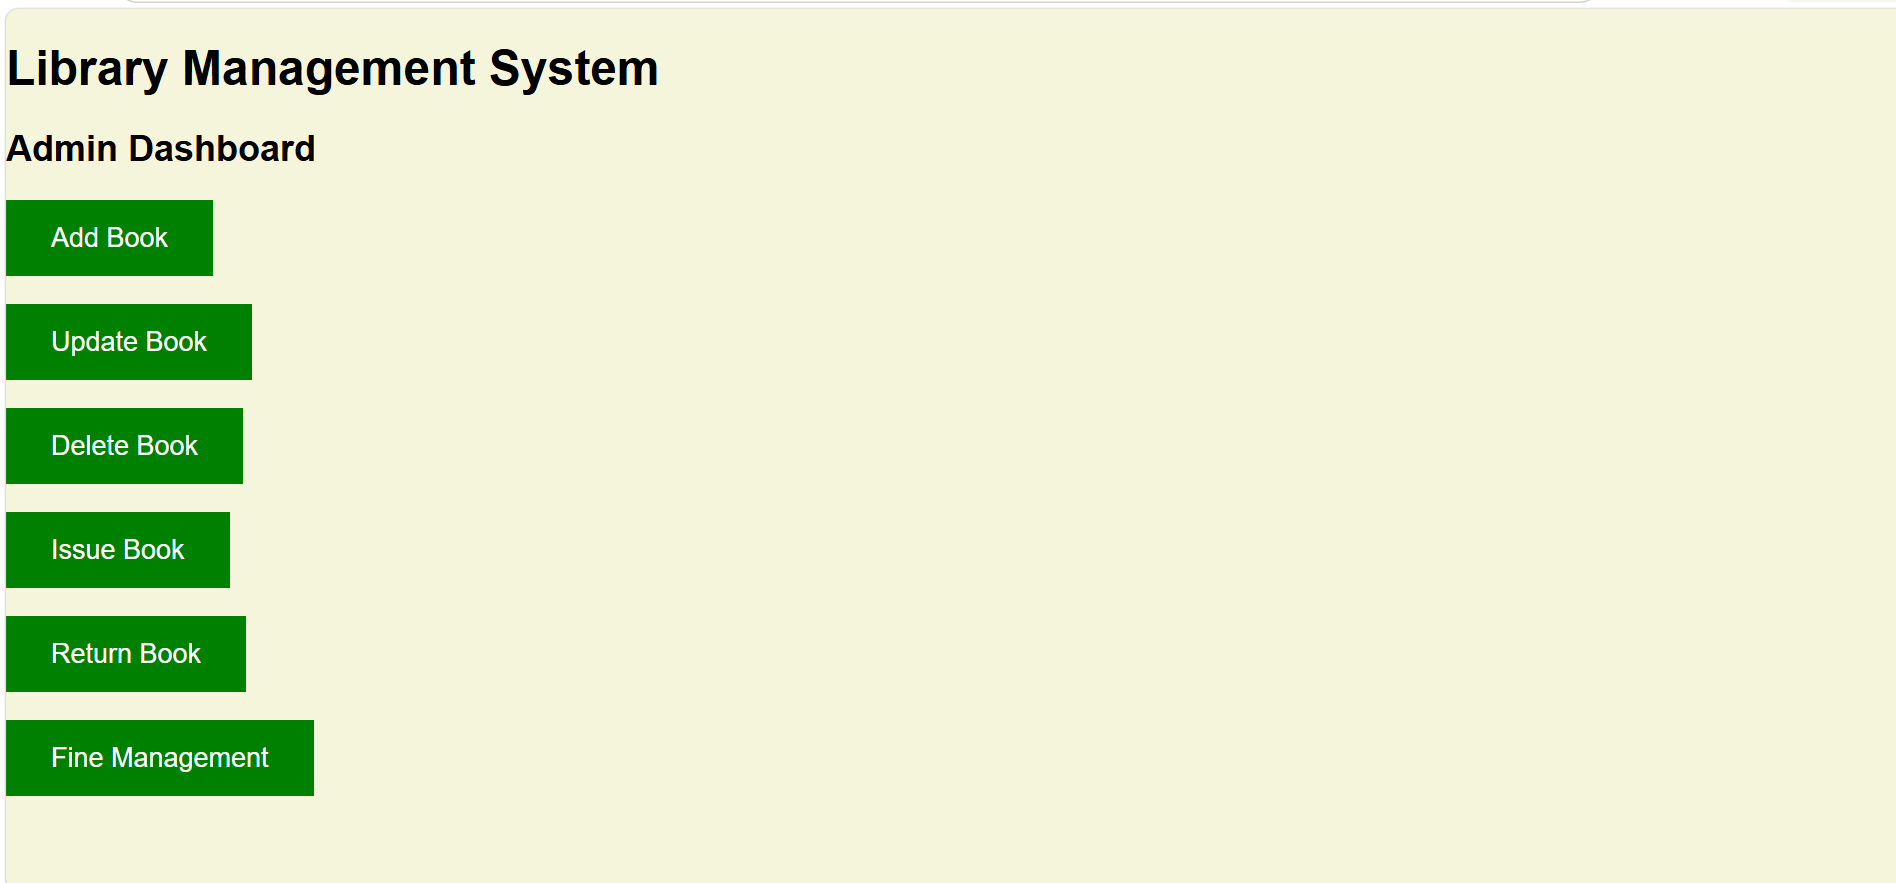 Library Management System
Admin Dashboard
Add Book
Update Book
Delete Book
Issue Book
Return Book
Fine Management